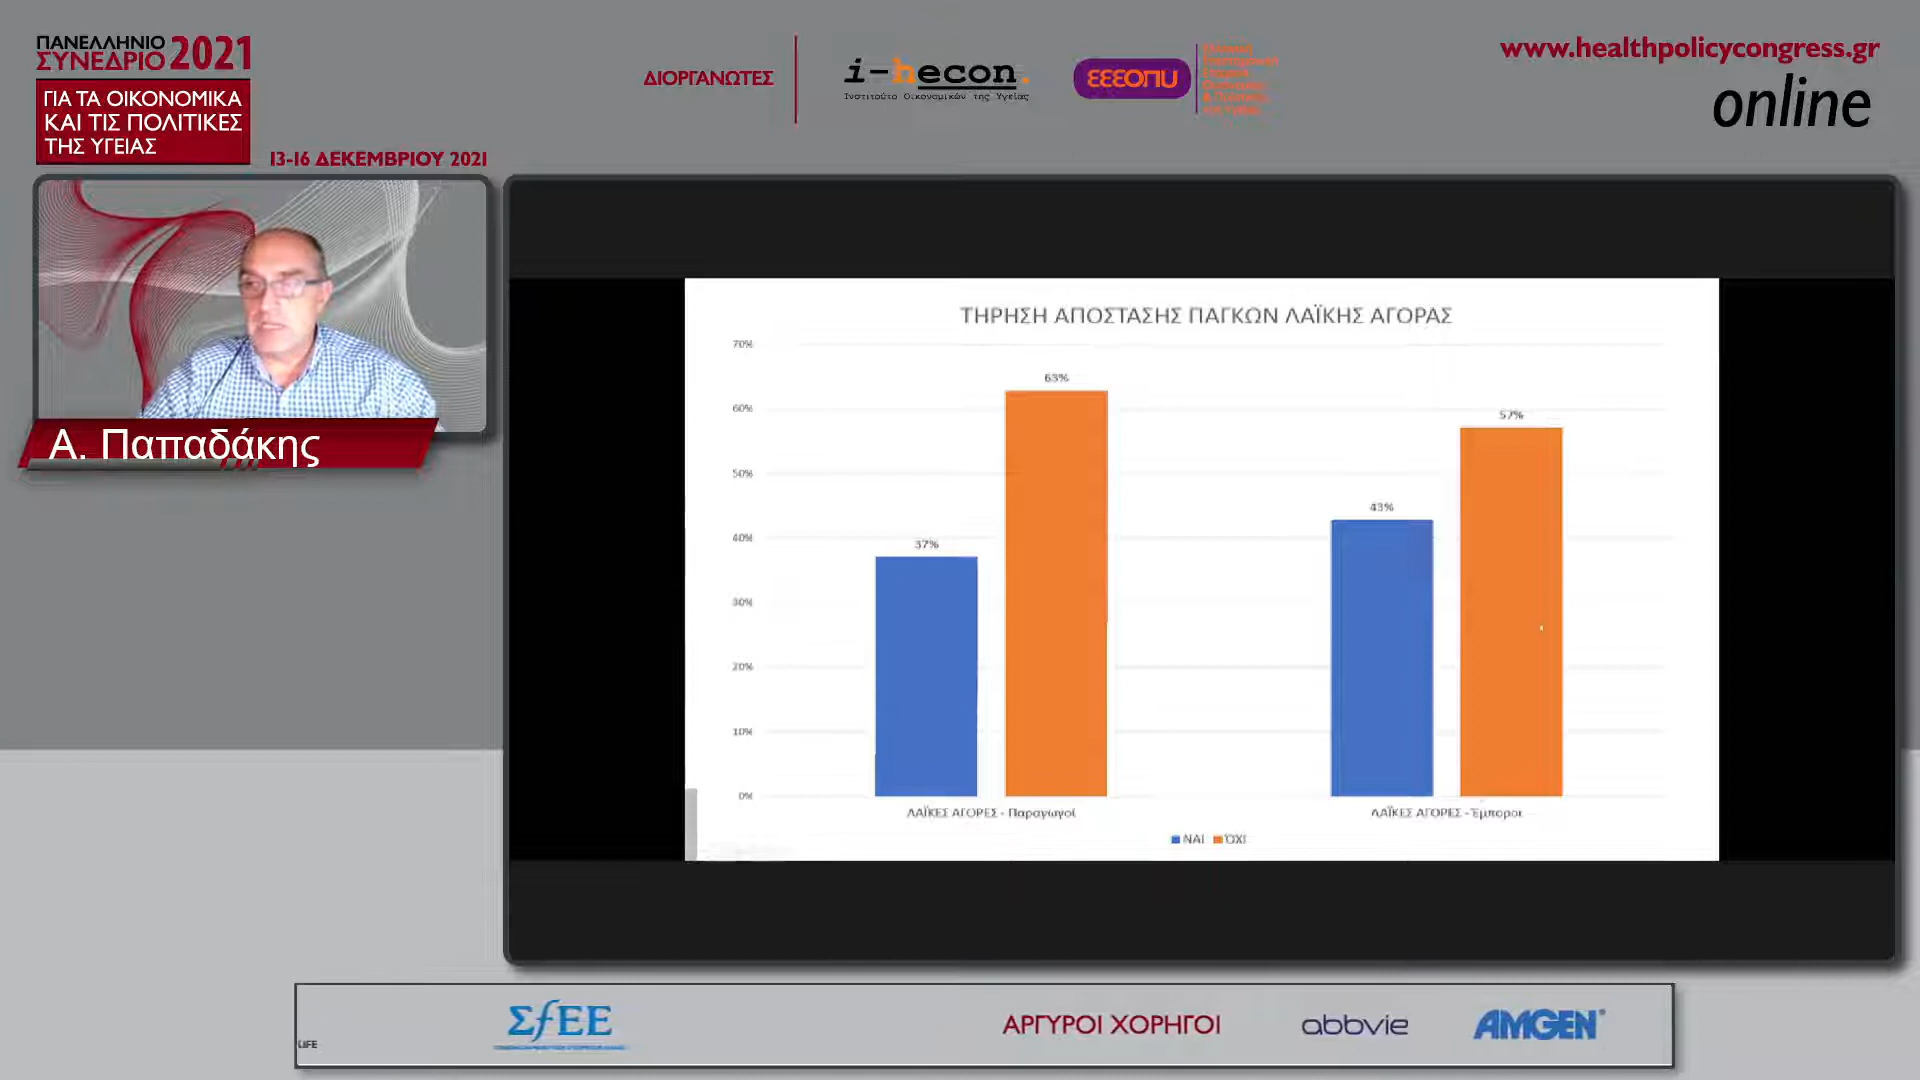 ΠΑΝΕΛΛΗΝΙΟ
ΣΥΝΕΔΡΙΟ 2021
ΓΙΑ ΤΑ ΟΙΚΟΝΟΜΙΚΑ
ΚΑΙ ΤΙΣ ΠΟΛΙΤΙΚΕΣ
ΤΗΣ ΥΓΕΙΑΣ
13-16 ΔΕΚΕΜΒΡΙΟΥ 2021
ΔΙΟΡΓΑΝΩΤΕΣ
i-hecon.
Ινστιτούτο Οικονομικών της Υγείας
ΕΕΕΟΠΥ
www.healthpolicycongress.gr
online
Α. Παπαδάκης
ΤΗΡΗΣΗ ΑΠΟΣΤΑΣΗΣ ΠΑΓΚΩΝ ΛΑΪΚΗΣ ΑΓΟΡΑΣ
70%
60%
50%
40%
30%
20%
10%
0%
37%
63%
43%
57%
ΛΑΪΚΕΣ ΑΓΟΡΕΣ - Παραγωγοί
ΛΑΪΚΕΣ ΑΓΟΡΕΣ - Έμποροι
ΝΑΙ ΌΧΙ
LIFE
ΣfEE
ΑΡΓΥΡΟΙ ΧΟΡΗΓΟΙ
abbvie
AMGEN